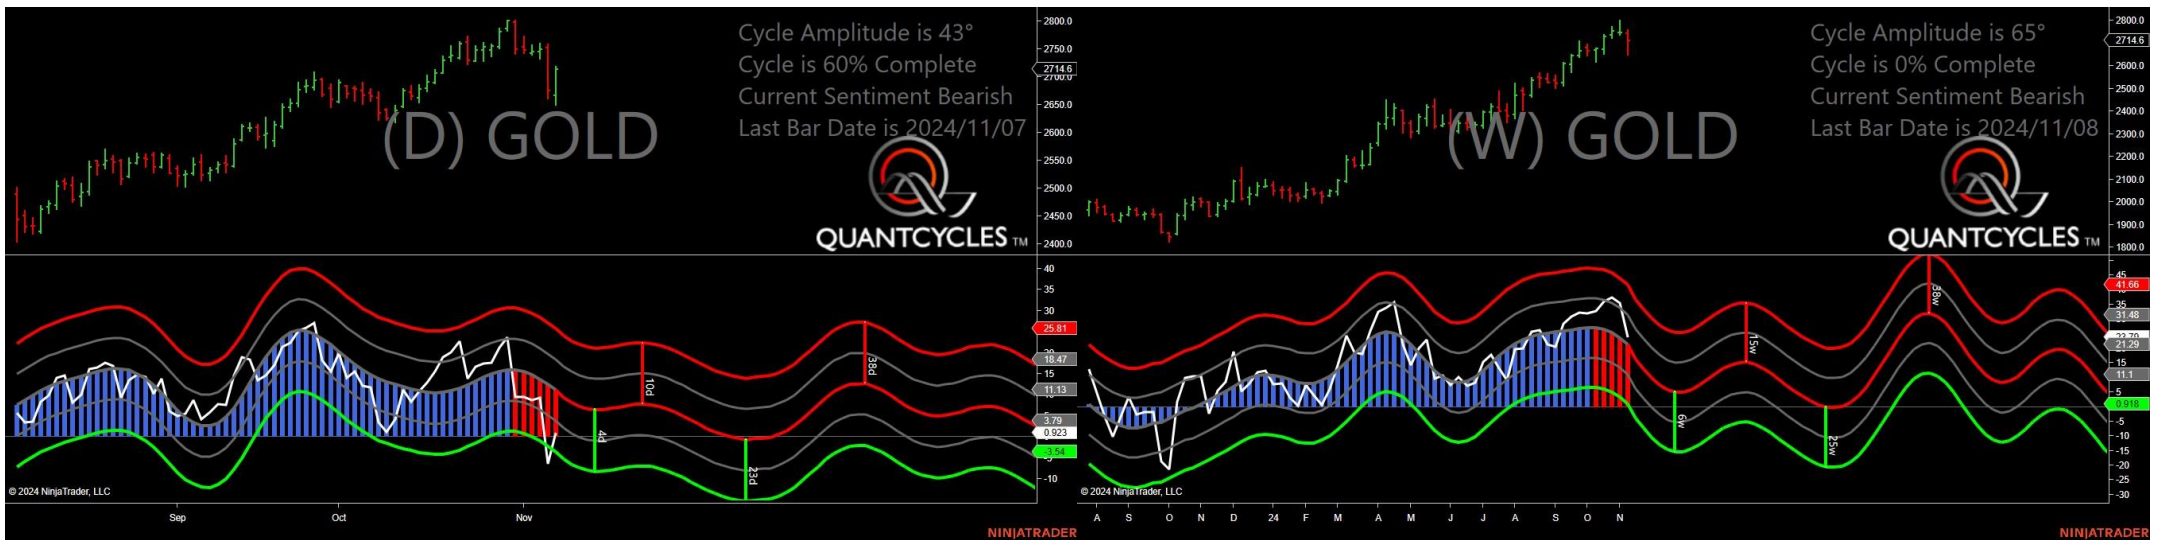 Cycle Amplitude is 43°
Cycle is 60% Complete
Current Sentiment Bearish
Last Bar Date is 2024/11/07
(D) GOLD
QUANTCYCLES TM
2800.0
2750.0
2714.6
2700.0
2650.0
2600.0
2550.0
2500.0
2450.0
2400.0
40
35
30
25.81
18.47
15
11.13
3.79
0.923
-3.54
-10
4d
10d
23d
38d
© 2024 NinjaTrader, LLC
Sep
Oct
Nov
NINJATRADER
Cycle Amplitude is 65°
Cycle is 0% Complete
Current Sentiment Bearish
Last Bar Date is 2024/11/08
(W) GOLD
QUANTCYCLES TM
2800.0
2714.6
2600.0
2500.0
2400.0
2300.0
2200.0
2100.0
2000.0
1900.0
1800.0
45
41.66
35
31.48
21.29
15
11.1
5
0.918
-5
-10
-15
-20
-25
-30
6w
15w
25w
38w
© 2024 NinjaTrader, LLC
A S O N D 24 F M A M J J A S O N
NINJATRADER